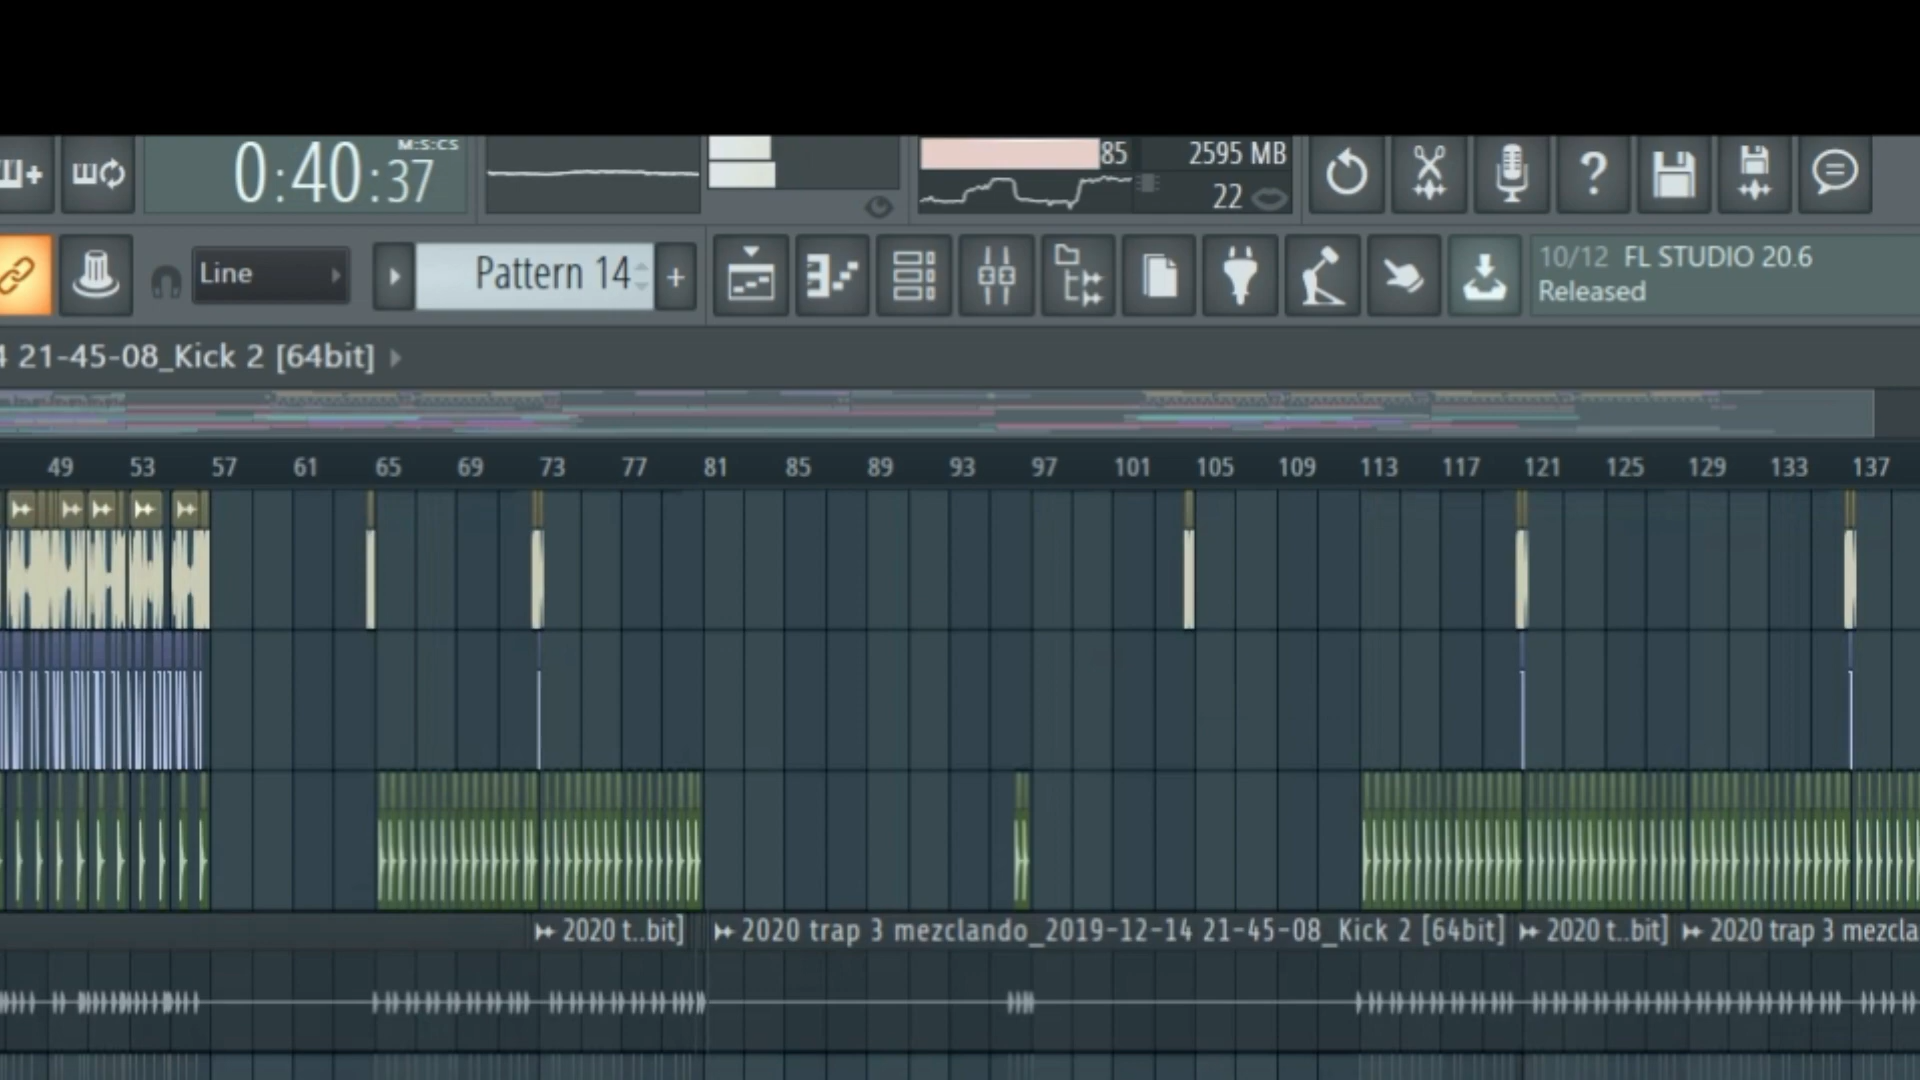 M:S:CS
0:40:37
85
2595 MB
22
?
Line
Pattern 14
+
10/12 FL STUDIO 20.6
Released
4 21-45-08_Kick 2 [64bit]
49 53 57 61 65 69 73 77 81 85 89 93 97 101 105 109 113 117 121 125 129 133 137
2020 t..bit]
2020 trap 3 mezclando_2019-12-14 21-45-08_Kick 2 [64bit]
2020 t..bit]
2020 trap 3 mezcla